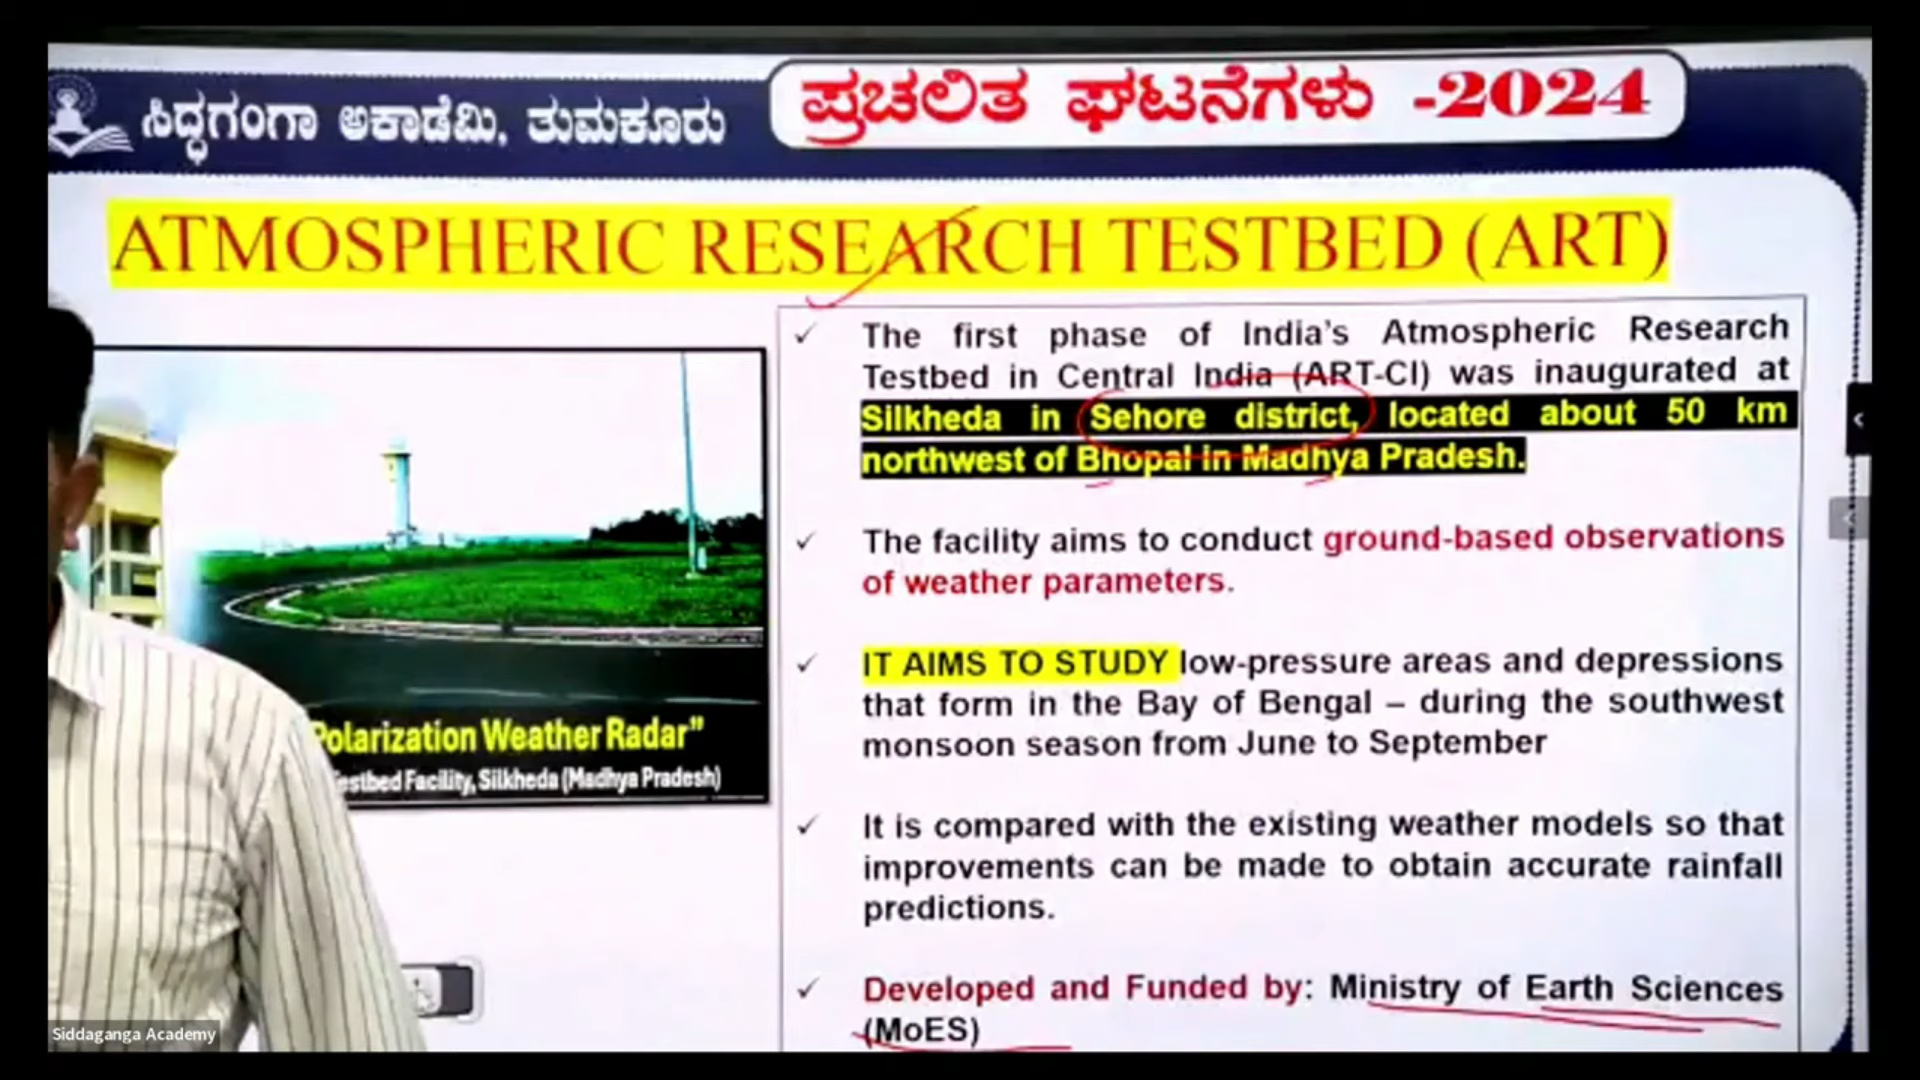 ಸಿದ್ಧಗಂಗಾ ಅಕಾಡೆಮಿ, ತುಮಕೂರು
ಪ್ರಚಲಿತ ಘಟನೆಗಳು -2024
ATMOSPHERIC RESEARCH TESTBED (ART)
Polarization Weather Radar"
Testbed Facility, Silkheda (Madhya Pradesh)
✓ The first phase of India's Atmospheric Research
Testbed in Central India (ART-CI) was inaugurated at
Silkheda in Sehore district, located about 50 km
northwest of Bhopal in Madhya Pradesh.
✓ The facility aims to conduct ground-based observations
of weather parameters.
✓ IT AIMS TO STUDY low-pressure areas and depressions
that form in the Bay of Bengal – during the southwest
monsoon season from June to September
✓ It is compared with the existing weather models so that
improvements can be made to obtain accurate rainfall
predictions.
✓ Developed and Funded by: Ministry of Earth Sciences
(MoES)
Siddaganga Academy